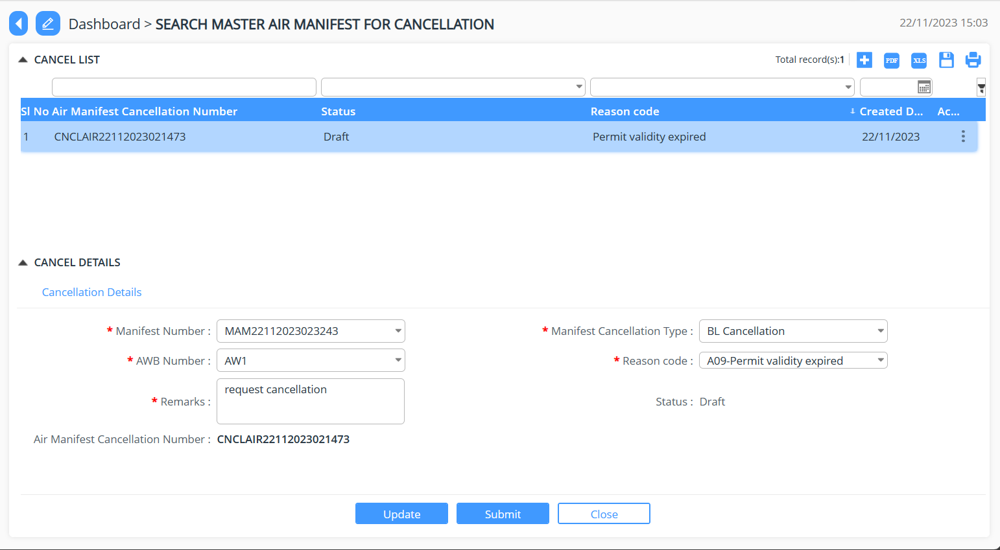 Dashboard > SEARCH MASTER AIR MANIFEST FOR CANCELLATION
22/11/2023 15:03
CANCEL LIST
Total record(s):1
PDF
XLS
Sl No Air Manifest Cancellation Number Status Reason code Created D... Ac...
1 CNCLAIR22112023021473 Draft Permit validity expired 22/11/2023
CANCEL DETAILS
Cancellation Details
* Manifest Number : MAM22112023023243 * Manifest Cancellation Type : BL Cancellation
* AWB Number : AW1 * Reason code : A09-Permit validity expired
* Remarks : request cancellation Status : Draft
Air Manifest Cancellation Number : CNCLAIR22112023021473
Update Submit Close